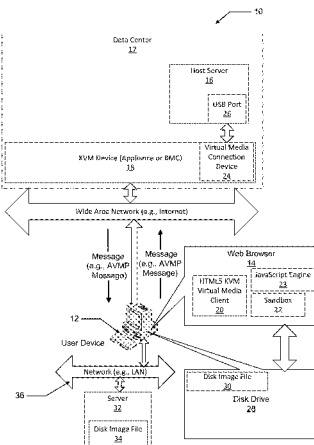 10
Data Center
17
Host Server
16
USB Port
26
KVM Device (Appliance or BMC)
18
Virtual Media
Connection
Device
24
Wide Area Network (e.g., Internet)
Message
(e.g., AVMP
Message)
Message
(e.g., AVMP
Message)
Web Browser
14
HTML5 KVM
Virtual Media
Client
20
JavaScript Engine
23
Sandbox
22
12
User Device
Network (e.g., LAN)
36
Server
32
Disk Image File
34
Disk Image File
30
Disk Drive
28